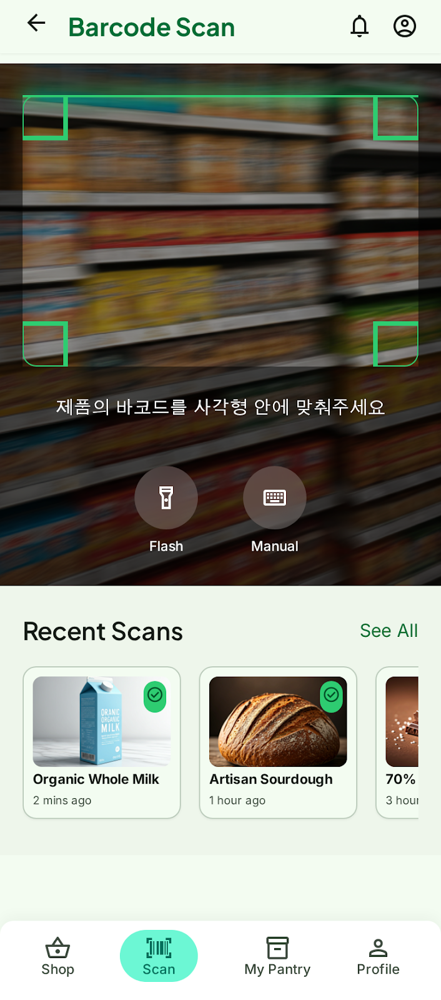 Barcode Scan
제품의 바코드를 사각형 안에 맞춰주세요
Flash
Manual
Recent Scans
See All
ORANIC
ORGANIC
MILK
Organic Whole Milk
2 mins ago
Artisan Sourdough
1 hour ago
70%
3 hour
Shop
Scan
My Pantry
Profile